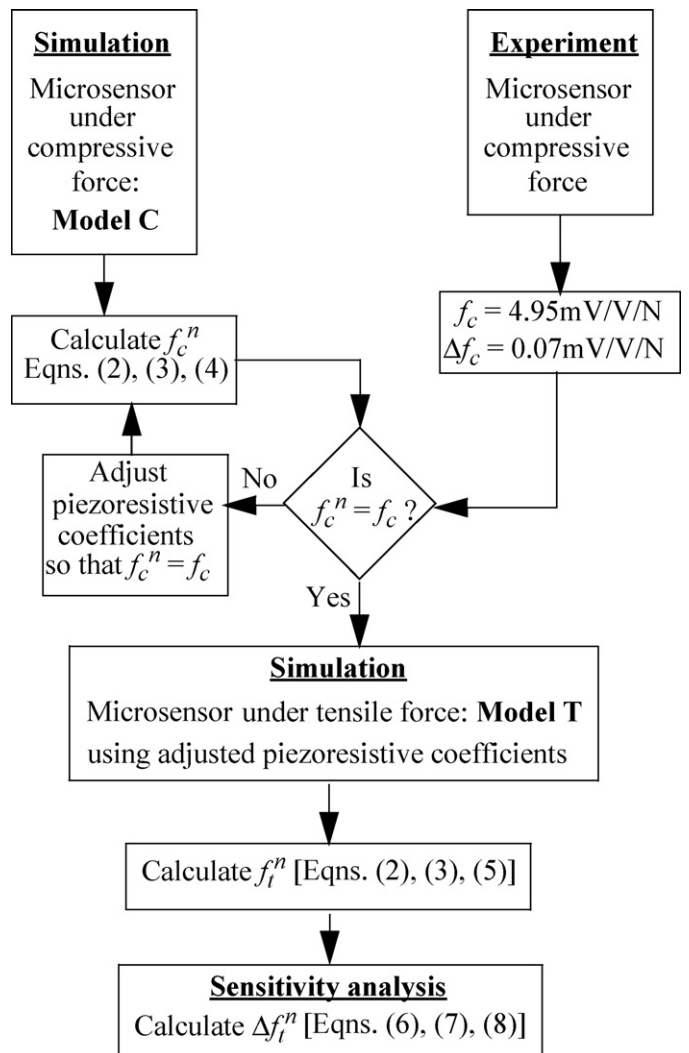 Simulation
Microsensor
under
compressive
force:
Model C
Experiment
Microsensor
under
compressive
force
Calculate f_c^n
Eqns. (2), (3), (4)
f_c = 4.95mV/V/N
Δf_c = 0.07mV/V/N
Adjust
piezoresistive
coefficients
so that f_c^n = f_c
No
Is
f_c^n = f_c ?
Yes
Simulation
Microsensor under tensile force: Model T
using adjusted piezoresistive coefficients
Calculate f_t^n [Eqns. (2), (3), (5)]
Sensitivity analysis
Calculate Δf_t^n [Eqns. (6), (7), (8)]